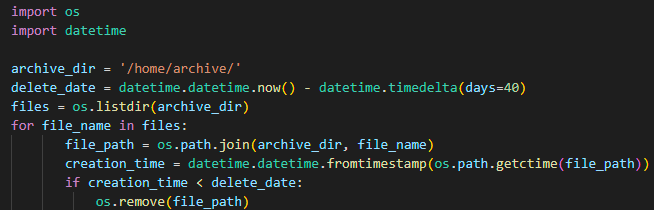 import os
import datetime

archive_dir = '/home/archive/'
delete_date = datetime.datetime.now() - datetime.timedelta(days=40)
files = os.listdir(archive_dir)
for file_name in files:
        file_path = os.path.join(archive_dir, file_name)
        creation_time = datetime.datetime.fromtimestamp(os.path.getctime(file_path))
        if creation_time < delete_date:
            os.remove(file_path)